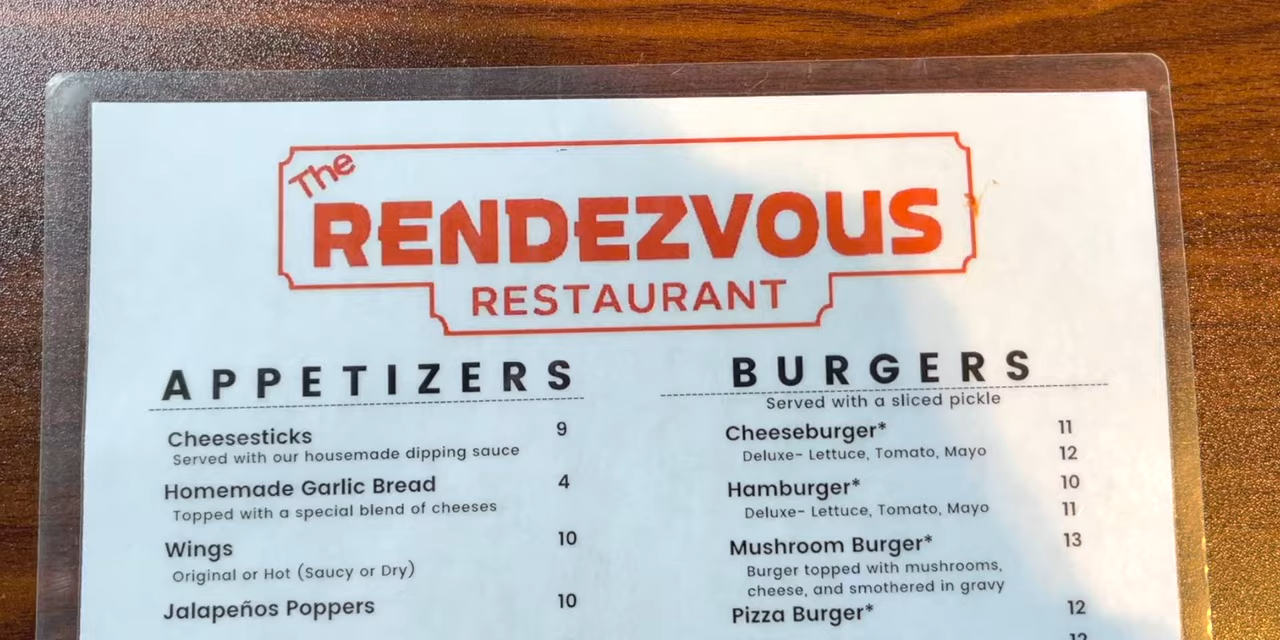 The
RENDEZVOUS
RESTAURANT
APPETIZERS
Cheesesticks 9
Served with our housemade dipping sauce
Homemade Garlic Bread 4
Topped with a special blend of cheeses
Wings 10
Original or Hot (Saucy or Dry)
Jalapeños Poppers 10
BURGERS
Served with a sliced pickle
Cheeseburger* 11
Deluxe- Lettuce, Tomato, Mayo 12
Hamburger* 10
Deluxe- Lettuce, Tomato, Mayo 11
Mushroom Burger* 13
Burger topped with mushrooms,
cheese, and smothered in gravy
Pizza Burger* 12